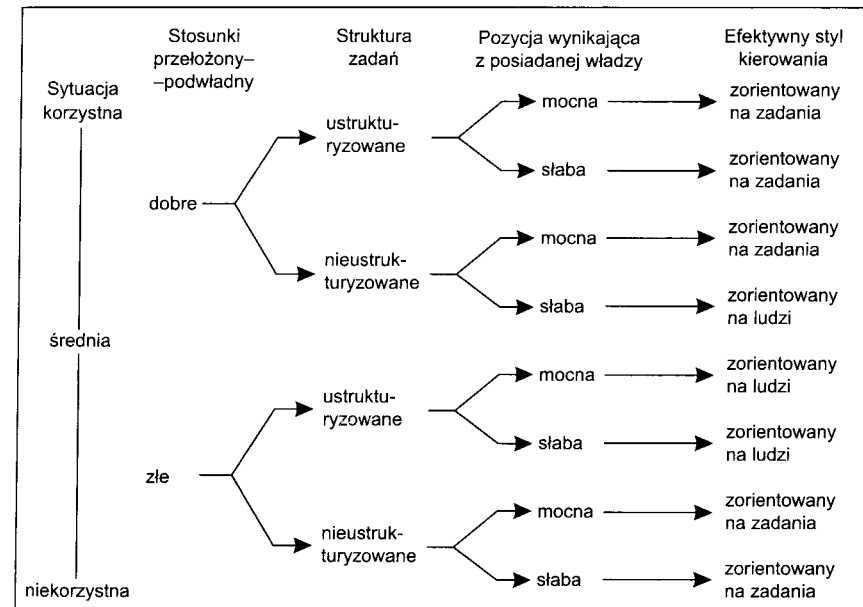 Stosunki
przełożony–
–podwładny
Struktura
zadań
Pozycja wynikająca
z posiadanej władzy
Efektywny styl
kierowania
Sytuacja
korzystna
średnia
niekorzystna
dobre
ustruktu-
ryzowane
mocna
zorientowany
na zadania
słaba
zorientowany
na zadania
nieustruk-
turyzowane
mocna
zorientowany
na zadania
słaba
zorientowany
na ludzi
złe
ustruktu-
ryzowane
mocna
zorientowany
na ludzi
słaba
zorientowany
na ludzi
nieustruk-
turyzowane
mocna
zorientowany
na zadania
słaba
zorientowany
na zadania